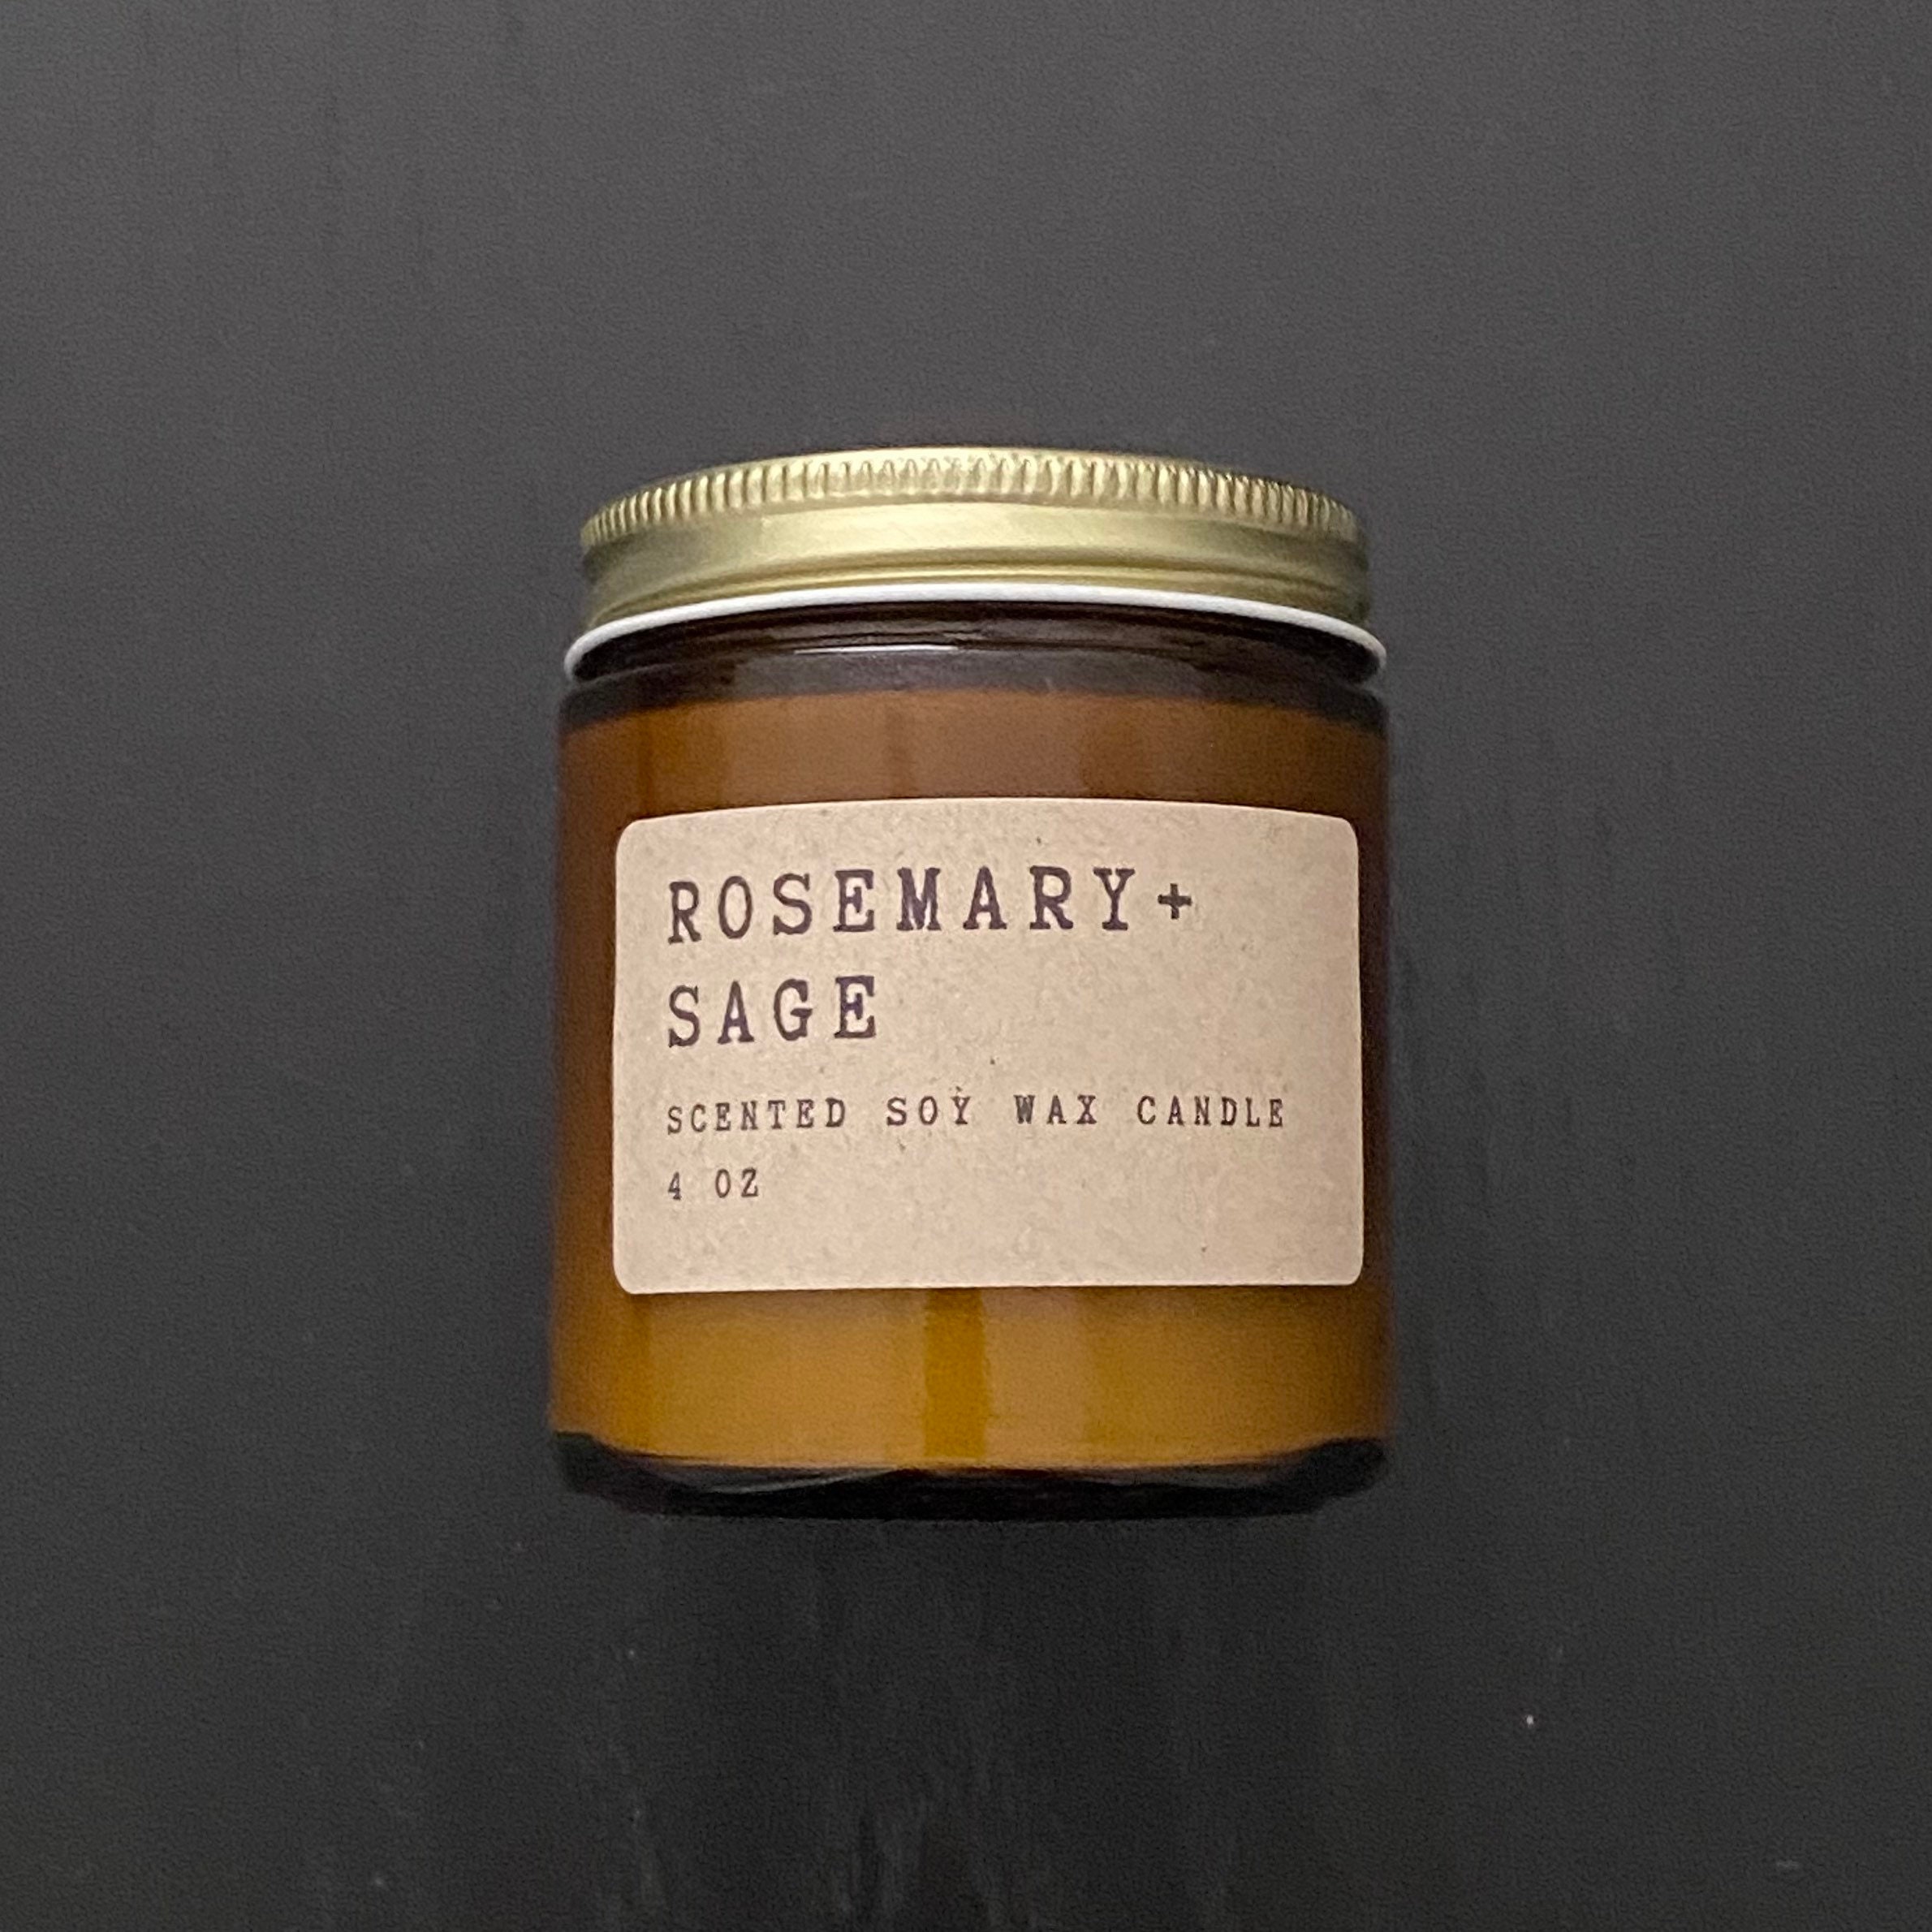 ROSEMARY+
SAGE
SCENTED SOY WAX CANDLE
4 OZ